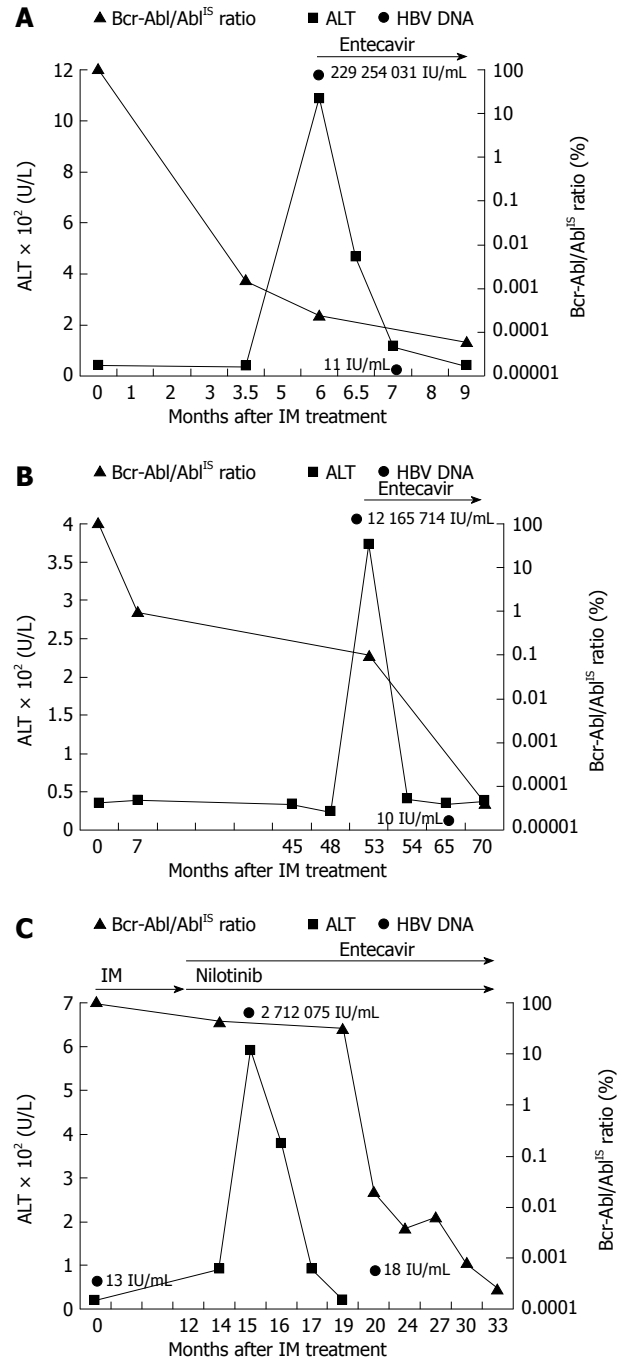 A
▲ Bcr-Abl/Abl^IS ratio ■ ALT ● HBV DNA
Entecavir
229 254 031 IU/mL
12
10
8
6
4
2
0
ALT × 10² (U/L)
100
10
1
0.1
0.01
0.001
0.0001
0.00001
Bcr-Abl/Abl^IS ratio (%)
11 IU/mL
0 1 2 3 3.5 5 6 6.5 7 8 9
Months after IM treatment
B
▲ Bcr-Abl/Abl^IS ratio ■ ALT ● HBV DNA
Entecavir
12 165 714 IU/mL
4
3.5
3
2.5
2
1.5
1
0.5
0
ALT × 10² (U/L)
100
10
1
0.1
0.001
0.0001
0.00001
Bcr-Abl/Abl^IS ratio (%)
10 IU/mL
0 7 45 48 53 54 65 70
Months after IM treatment
C
▲ Bcr-Abl/Abl^IS ratio ■ ALT ● HBV DNA
Entecavir
IM Nilotinib
2 712 075 IU/mL
7
6
5
4
3
2
1
0
ALT × 10² (U/L)
100
10
1
0.1
0.01
0.001
0.0001
Bcr-Abl/Abl^IS ratio (%)
13 IU/mL
18 IU/mL
0 12 14 15 16 17 19 20 24 27 30 33
Months after IM treatment